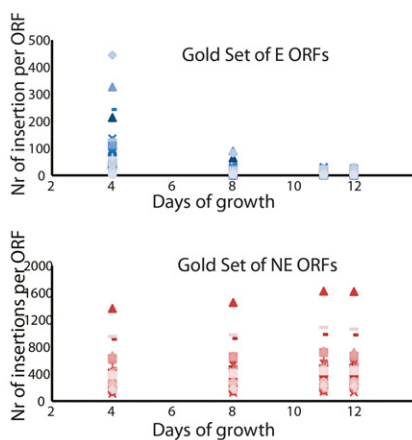 Gold Set of E ORFs
Nr of insertion per ORF
500
400
300
200
100
0
2 4 6 8 10 12
Days of growth
Gold Set of NE ORFs
Nr of insertions per ORF
2000
1600
1200
800
400
0
2 4 6 8 10 12
Days of growth